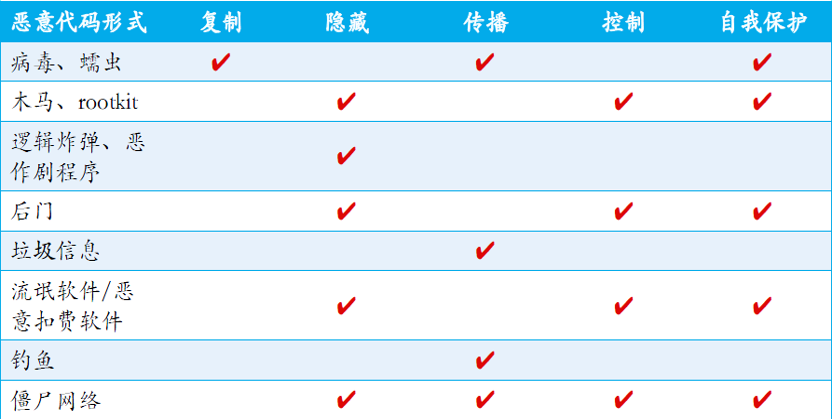 恶意代码形式 复制 隐藏 传播 控制 自我保护
病毒、蠕虫 ✔ ✔ ✔
木马、rootkit ✔ ✔ ✔
逻辑炸弹、恶
作剧程序 ✔
后门 ✔ ✔ ✔
垃圾信息 ✔
流氓软件/恶
意扣费软件 ✔ ✔ ✔
钓鱼 ✔
僵尸网络 ✔ ✔ ✔ ✔